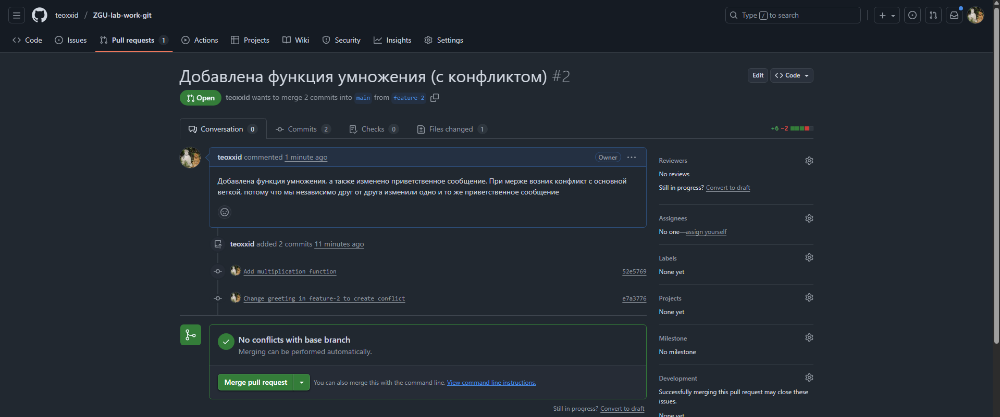 teoxxid / ZGU-lab-work-git
Type / to search
Code Issues Pull requests 1 Actions Projects Wiki Security Insights Settings
Добавлена функция умножения (с конфликтом) #2
Edit Code
Open teoxxid wants to merge 2 commits into main from feature-2
Conversation 0 Commits 2 Checks 0 Files changed 1
+6 −2
teoxxid commented 1 minute ago
Owner
Добавлена функция умножения, а также изменено приветственное сообщение. При мерже возник конфликт с основной
веткой, потому что мы независимо друг от друга изменили одно и то же приветственное сообщение
teoxxid added 2 commits 11 minutes ago
Add multiplication function 52e5769
Change greeting in feature-2 to create conflict e7a3776
No conflicts with base branch
Merging can be performed automatically.
Merge pull request You can also merge this with the command line. View command line instructions.
Still in progress? Convert to draft
Reviewers
No reviews
Still in progress? Convert to draft
Assignees
No one—assign yourself
Labels
None yet
Projects
None yet
Milestone
No milestone
Development
Successfully merging this pull request may close these
issues.
None yet